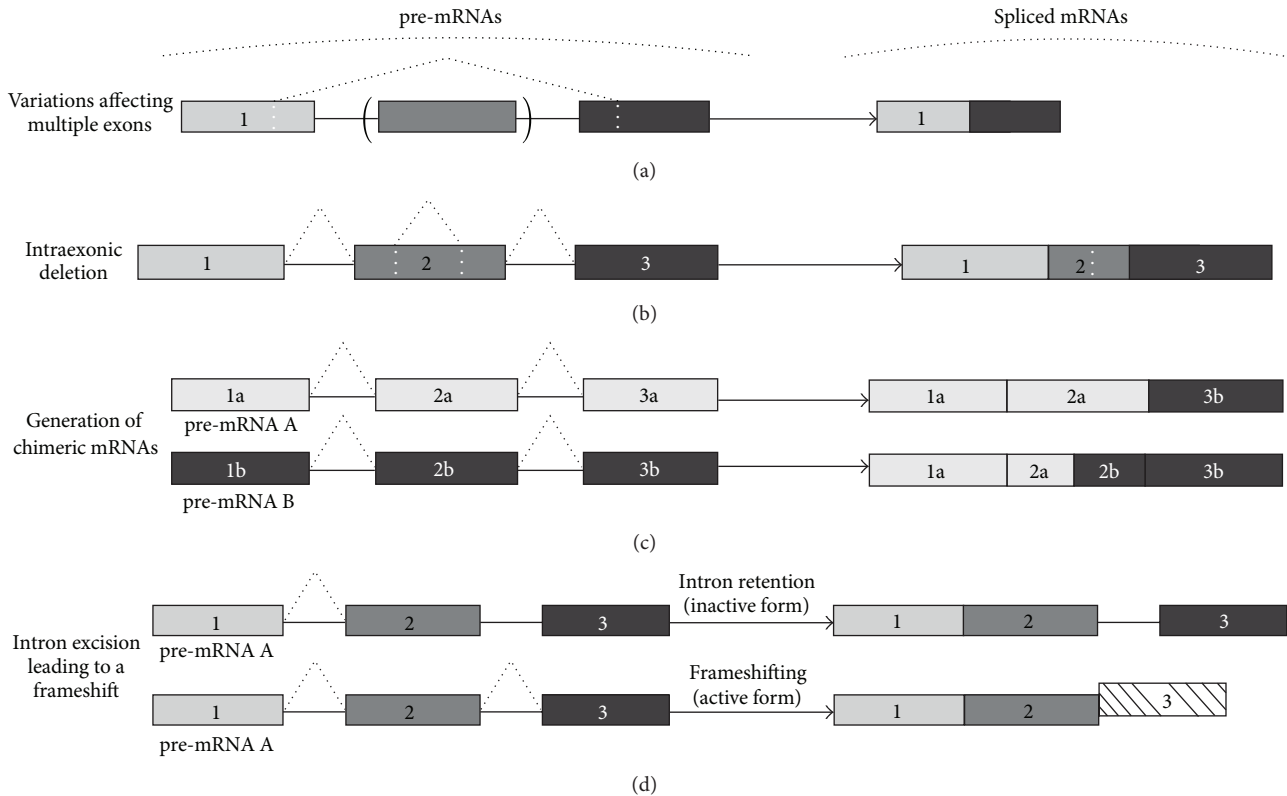 pre-mRNAs
Spliced mRNAs
Variations affecting
multiple exons
1
(
)
1
(a)
Intraexonic
deletion
1
2
3
1
2
3
(b)
Generation of
chimeric mRNAs
1a
2a
3a
1a
2a
3b
pre-mRNA A
1b
2b
3b
1a
2a
2b
3b
pre-mRNA B
(c)
Intron excision
leading to a
frameshift
1
2
3
Intron retention
(inactive form)
1
2
3
pre-mRNA A
1
2
3
Frameshifting
(active form)
1
2
3
pre-mRNA A
(d)